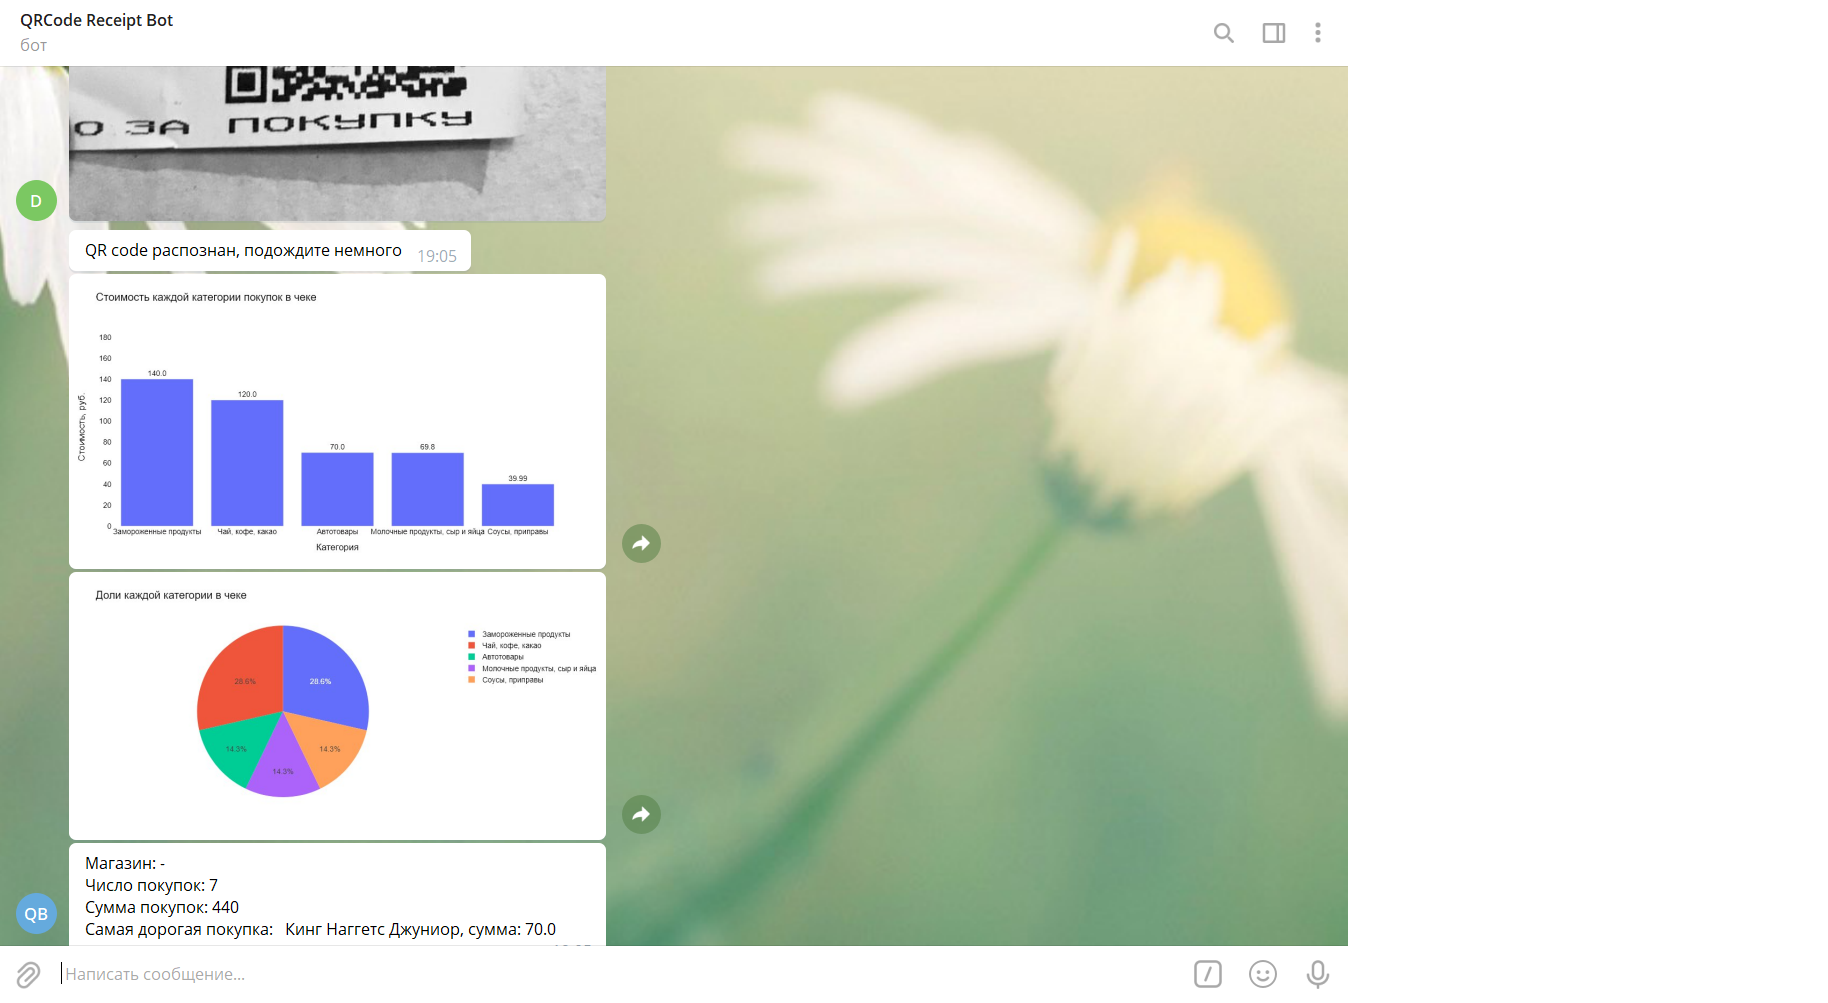 QRCode Receipt Bot
бот
О ЗА ПОКУПКУ
D
QR code распознан, подождите немного 19:05
Стоимость каждой категории покупок в чеке
180
160
140
120
100
80
60
40
20
0
Стоимость, руб.
140.0
120.0
70.0
69.8
39.99
Замороженные продукты
Чай, кофе, какао
Автотовары
Молочные продукты, сыр и яйца
Соусы, приправы
Категория
Доли каждой категории в чеке
28.6%
28.6%
14.3%
14.3%
14.3%
Замороженные продукты
Чай, кофе, какао
Автотовары
Молочные продукты, сыр и яйца
Соусы, приправы
Магазин: -
Число покупок: 7
Сумма покупок: 440
Самая дорогая покупка: Кинг Наггетс Джуниор, сумма: 70.0
QB
Написать сообщение...